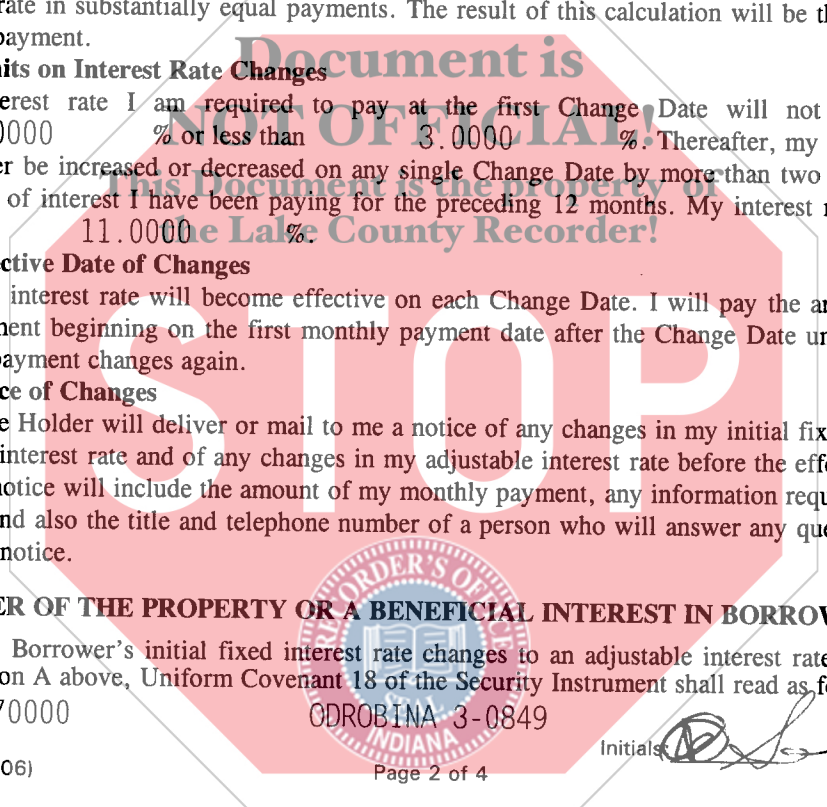 rate in substantially equal payments. The result of this calculation will be th
payment.
its on Interest Rate Changes
erest rate I am required to pay at the first Change Date will not
0000 % or less than 3.0000 %. Thereafter, my
er be increased or decreased on any single Change Date by more than two
of interest I have been paying for the preceding 12 months. My interest r
11.0000 %.
ctive Date of Changes
interest rate will become effective on each Change Date. I will pay the an
ment beginning on the first monthly payment date after the Change Date un
payment changes again.
ce of Changes
e Holder will deliver or mail to me a notice of any changes in my initial fix
interest rate and of any changes in my adjustable interest rate before the effe
notice will include the amount of my monthly payment, any information requ
nd also the title and telephone number of a person who will answer any que
notice.
ER OF THE PROPERTY OR A BENEFICIAL INTEREST IN BORROW
Borrower's initial fixed interest rate changes to an adjustable interest rate
on A above, Uniform Covenant 18 of the Security Instrument shall read as fo
70000 ODROBINA 3-0849
Initials:
06)
Page 2 of 4
Document is
NOT OFFICIAL!
This Document is the property of
the Lake County Recorder!
STOP
RECORDER'S OFFICE
SEAL
INDIANA